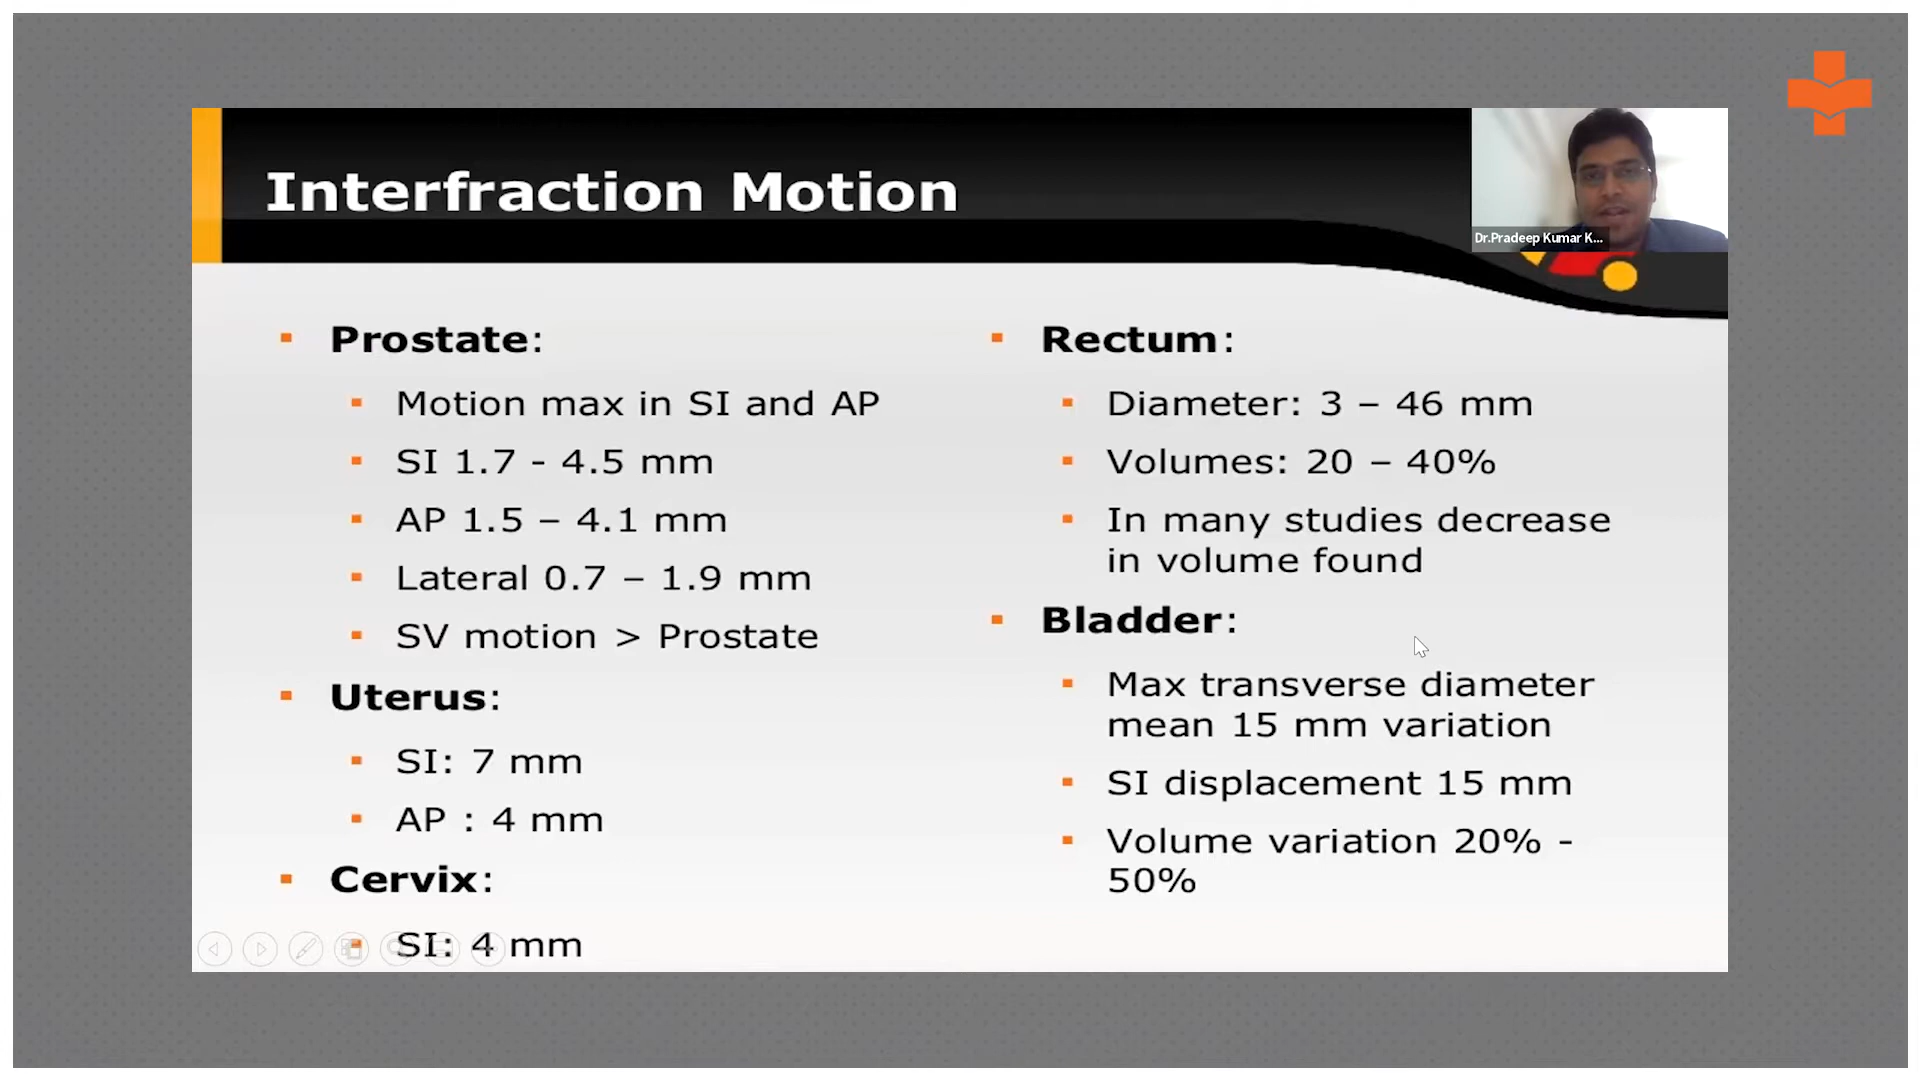 Interfraction Motion
Dr.Pradeep Kumar K...
Prostate:
Motion max in SI and AP
SI 1.7 - 4.5 mm
AP 1.5 – 4.1 mm
Lateral 0.7 – 1.9 mm
SV motion > Prostate
Uterus:
SI: 7 mm
AP : 4 mm
Cervix:
SI: 4 mm
Rectum:
Diameter: 3 – 46 mm
Volumes: 20 – 40%
In many studies decrease
in volume found
Bladder:
Max transverse diameter
mean 15 mm variation
SI displacement 15 mm
Volume variation 20% -
50%